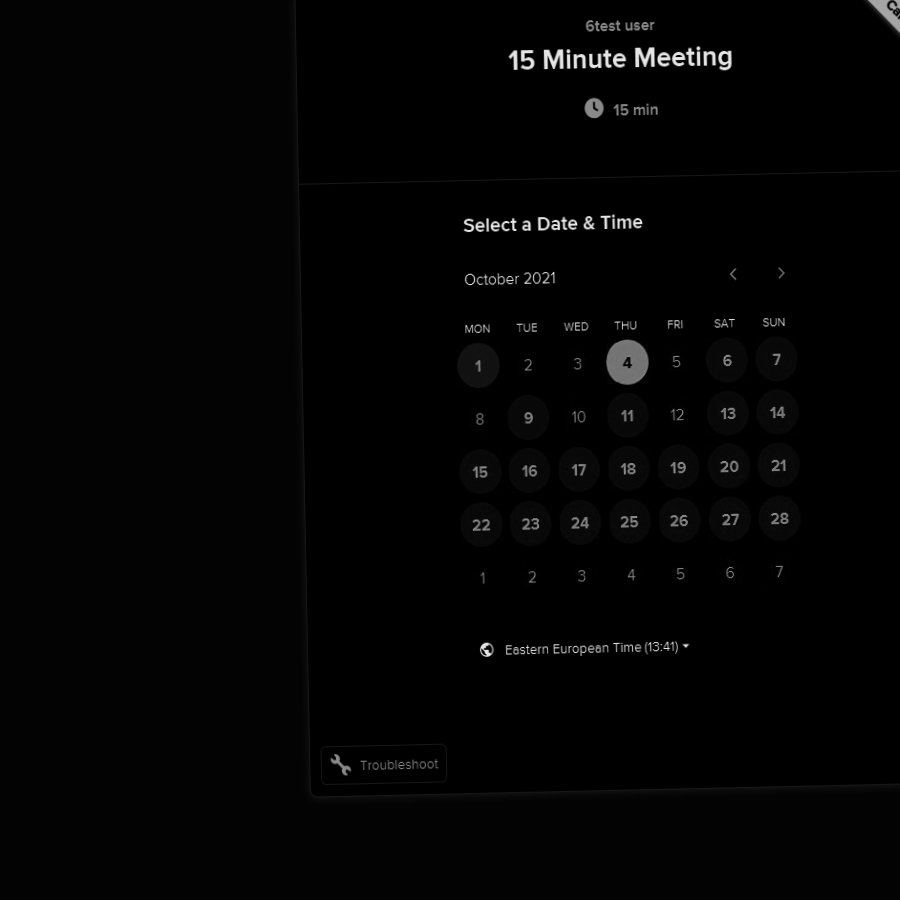 6test user
15 Minute Meeting
15 min
Select a Date & Time
October 2021
MON TUE WED THU FRI SAT SUN
1 2 3 4 5 6 7
8 9 10 11 12 13 14
15 16 17 18 19 20 21
22 23 24 25 26 27 28
1 2 3 4 5 6 7
Eastern European Time (13:41)
Troubleshoot